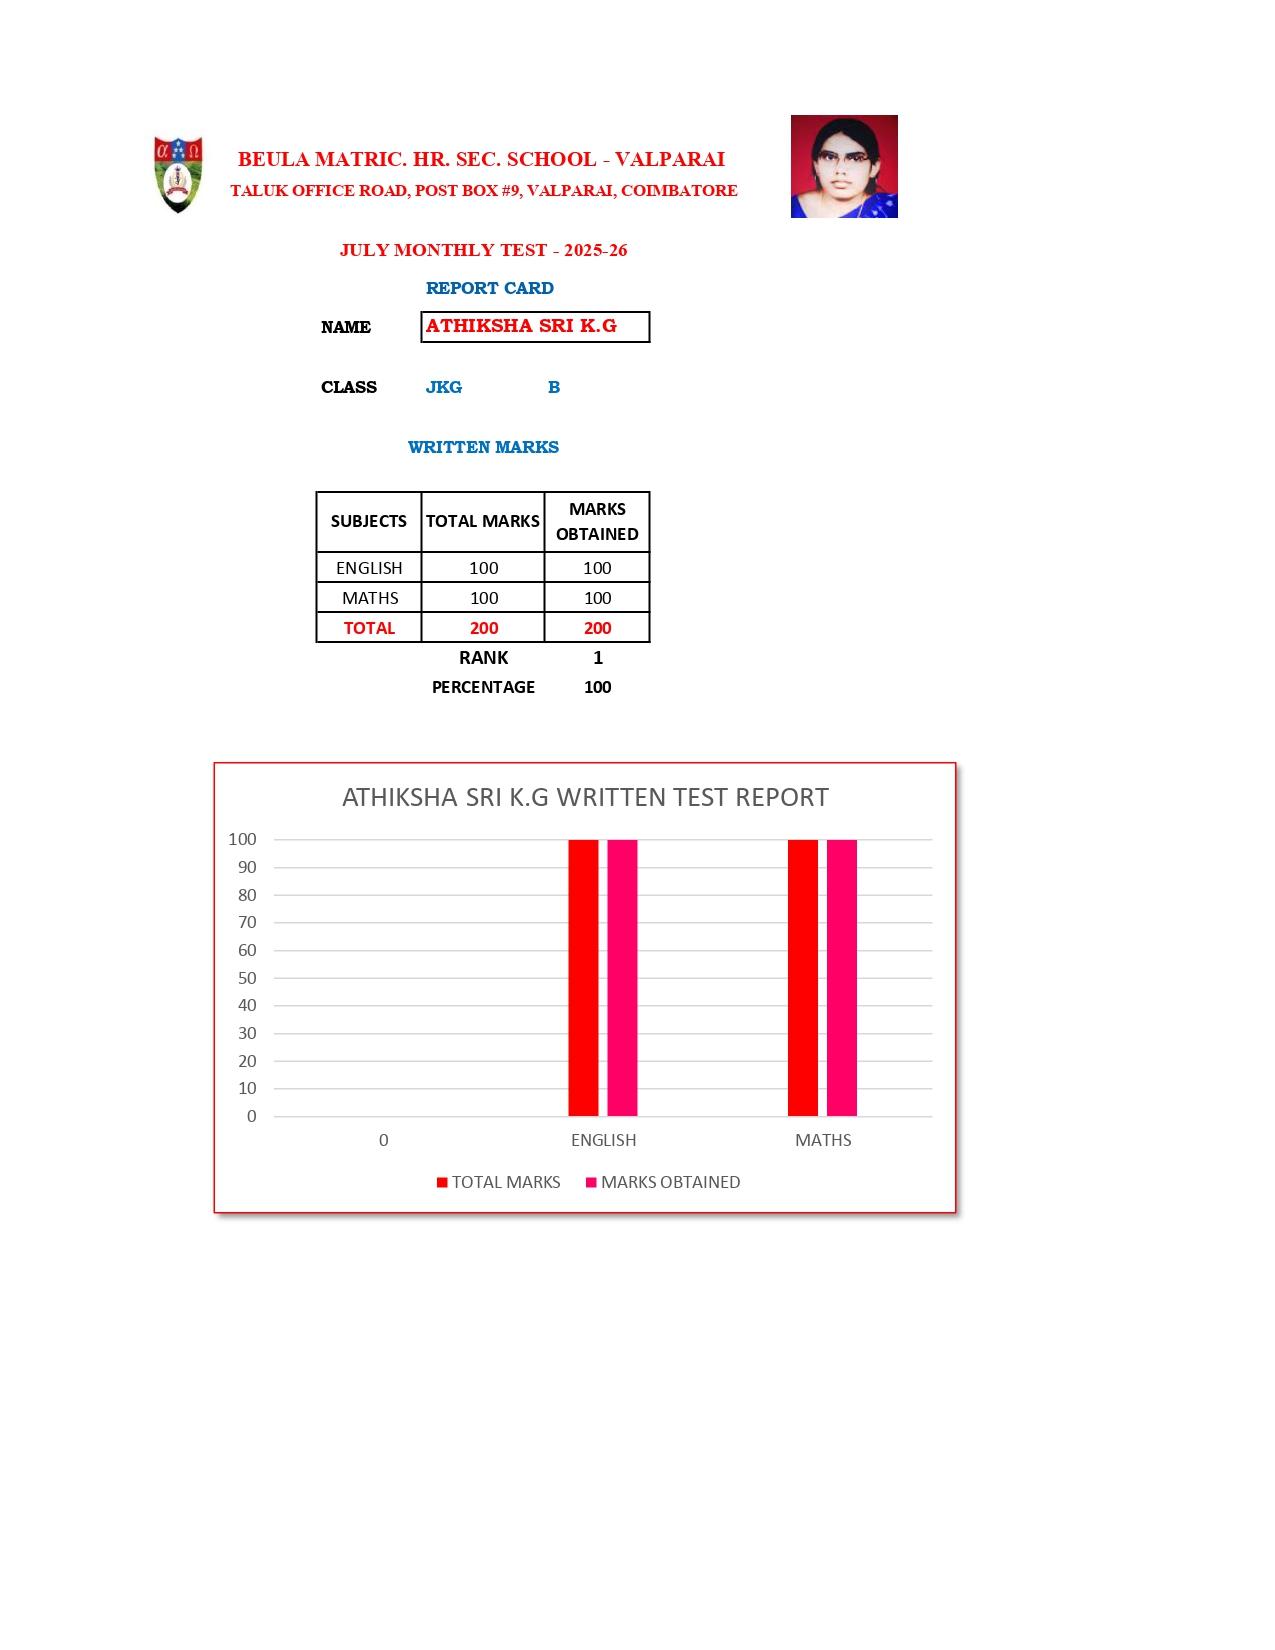 α Ω
BEULA MATRIC. HR. SEC. SCHOOL - VALPARAI
TALUK OFFICE ROAD, POST BOX #9, VALPARAI, COIMBATORE
JULY MONTHLY TEST - 2025-26
REPORT CARD
NAME ATHIKSHA SRI K.G
CLASS JKG B
WRITTEN MARKS
SUBJECTS TOTAL MARKS MARKS OBTAINED
ENGLISH 100 100
MATHS 100 100
TOTAL 200 200
RANK 1
PERCENTAGE 100
ATHIKSHA SRI K.G WRITTEN TEST REPORT
100
90
80
70
60
50
40
30
20
10
0
0 ENGLISH MATHS
TOTAL MARKS MARKS OBTAINED